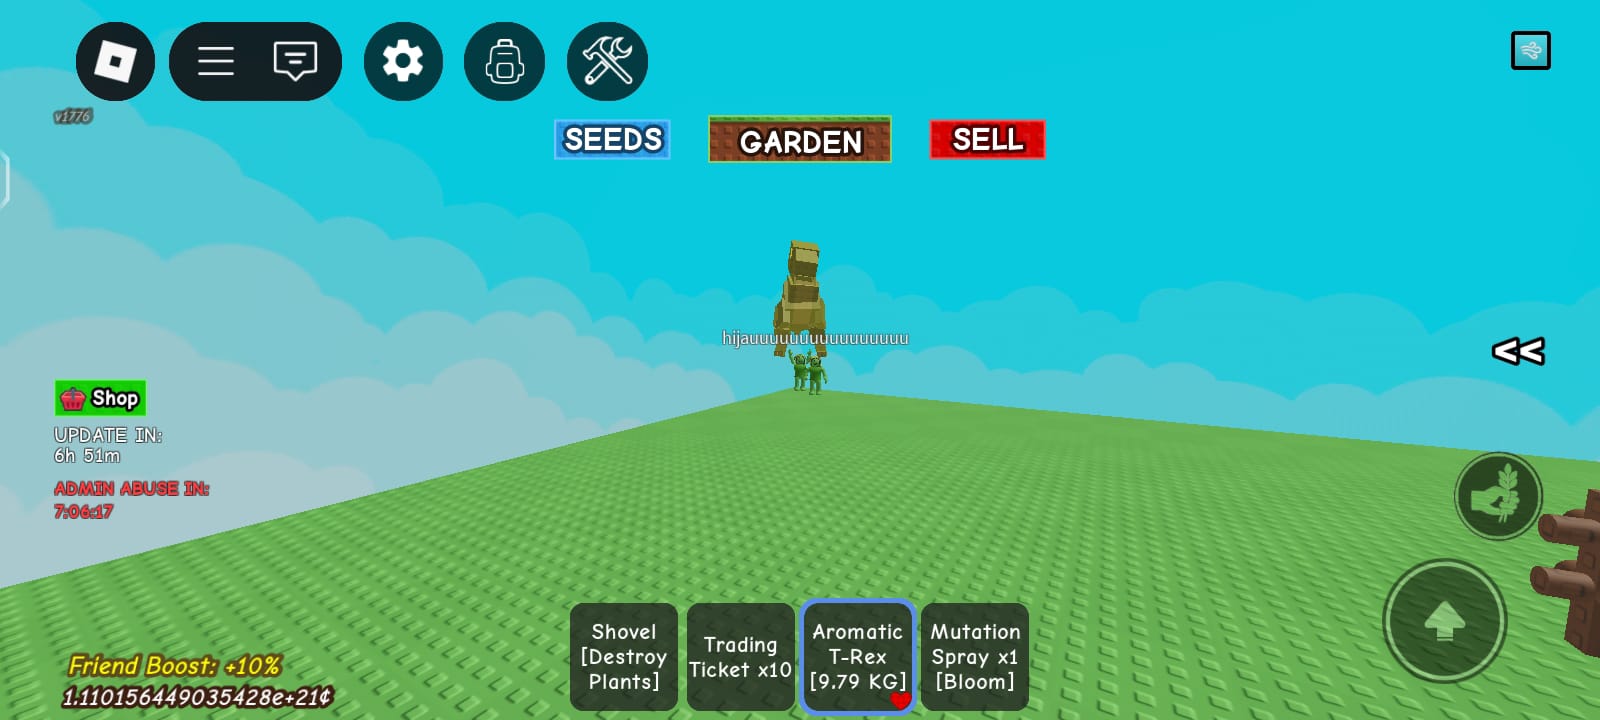 v1776
SEEDS
GARDEN
SELL
hijauuuuuuuuuuuuuuuuu
<<
Shop
UPDATE IN:
6h 51m
ADMIN ABUSE IN:
7:06:17
Friend Boost: +10%
1.110156449035428e+21¢
Shovel
[Destroy
Plants]
Trading
Ticket x10
Aromatic
T-Rex
[9.79 KG]
Mutation
Spray x1
[Bloom]